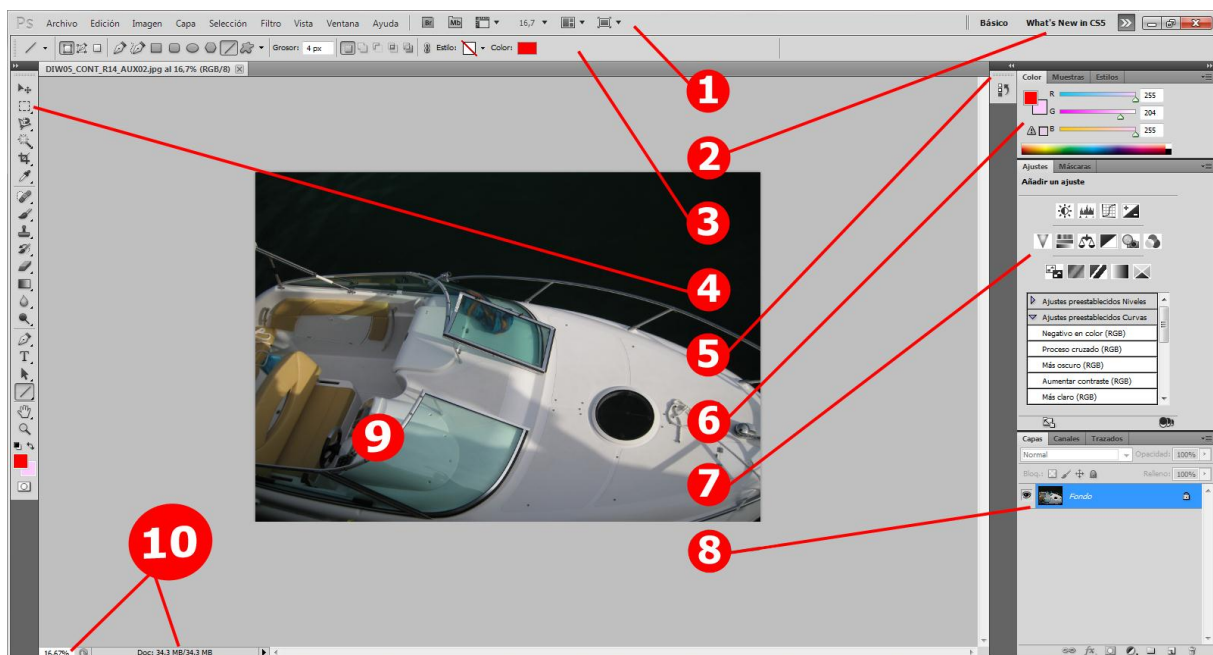 Ps Archivo Edición Imagen Capa Selección Filtro Vista Ventana Ayuda Br Mb 16,7 Básico What's New in CS5
Grosor: 4 px Estilo: Color:
DIW05_CONT_R14_AUX02.jpg al 16,7% (RGB/8)
Color Muestras Estilos
R 255
G 204
B 255
Ajustes Máscaras
Añadir un ajuste
Ajustes preestablecidos Niveles
Ajustes preestablecidos Curvas
Negativo en color (RGB)
Proceso cruzado (RGB)
Más oscuro (RGB)
Aumentar contraste (RGB)
Más claro (RGB)
Capas Canales Trazados
Normal Opacidad: 100%
Bloq.: Relleno: 100%
Fondo
1
2
3
4
5
6
7
8
9
10
16,67% Doc: 34,3 MB/34,3 MB